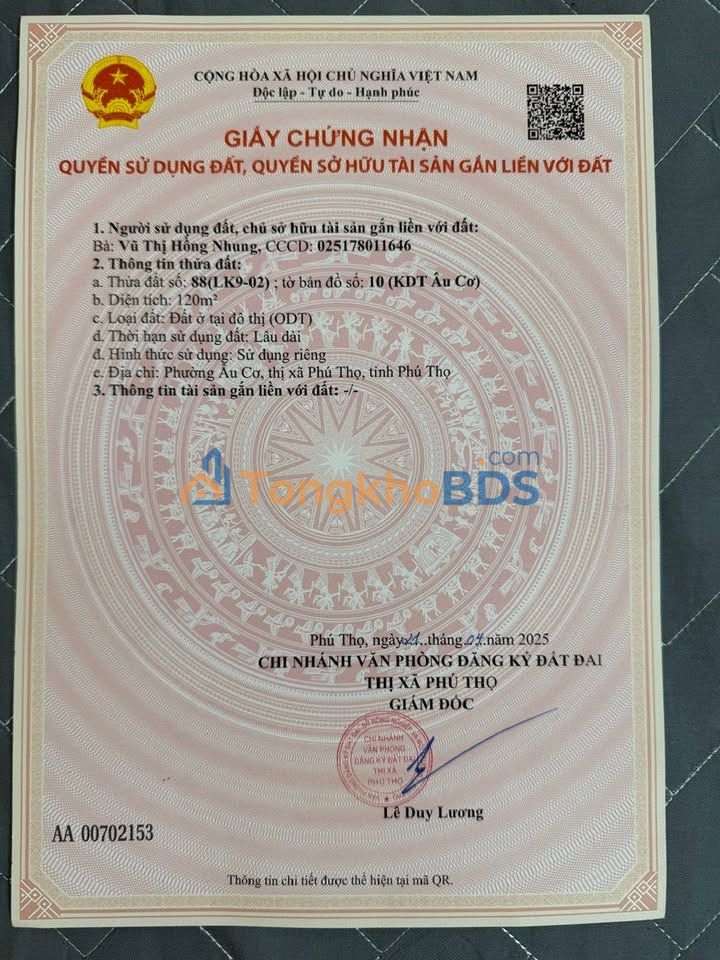 CỘNG HÒA XÃ HỘI CHỦ NGHĨA VIỆT NAM
Độc lập - Tự do - Hạnh phúc
GIẤY CHỨNG NHẬN
QUYỀN SỬ DỤNG ĐẤT, QUYỀN SỞ HỮU TÀI SẢN GẮN LIỀN VỚI ĐẤT
1. Người sử dụng đất, chủ sở hữu tài sản gắn liền với đất:
Bà: Vũ Thị Hồng Nhung, CCCD: 025178011646
2. Thông tin thửa đất:
a. Thửa đất số: 88(LK9-02) ; tờ bản đồ số: 10 (KDT Âu Cơ)
b. Diện tích: 120m²
c. Loại đất: Đất ở tại đô thị (ODT)
d. Thời hạn sử dụng đất: Lâu dài
đ. Hình thức sử dụng: Sử dụng riêng
e. Địa chỉ: Phường Âu Cơ, thị xã Phú Thọ, tỉnh Phú Thọ
3. Thông tin tài sản gắn liền với đất: -/-
TongkhoBDS.com
Phú Thọ, ngày 21..tháng.04.năm 2025
CHI NHÁNH VĂN PHÒNG ĐĂNG KÝ ĐẤT ĐAI
THỊ XÃ PHÚ THỌ
GIÁM ĐỐC
CHI NHÁNH
VĂN PHÒNG
ĐĂNG KÝ ĐẤT ĐAI
THỊ XÃ
PHÚ THỌ
Lê Duy Lương
AA 00702153
Thông tin chi tiết được thể hiện tại mã QR.